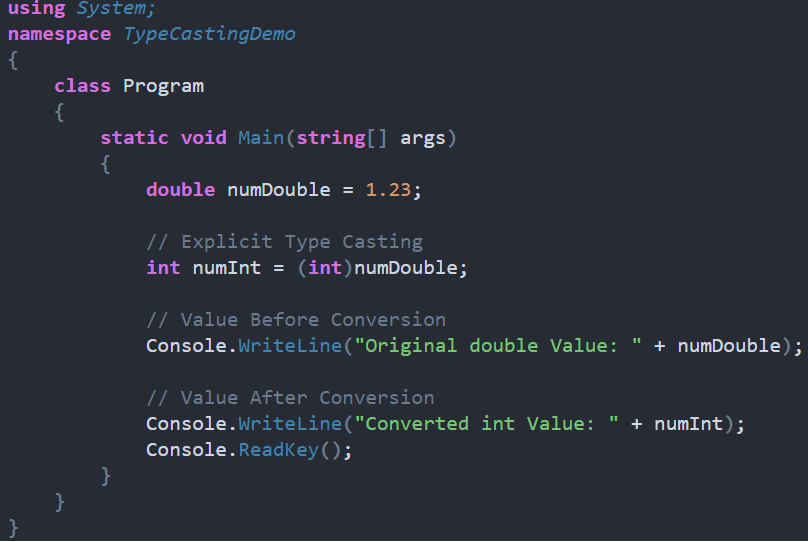 using System;
namespace TypeCastingDemo
{
    class Program
    {
        static void Main(string[] args)
        {
            double numDouble = 1.23;

            // Explicit Type Casting
            int numInt = (int)numDouble;

            // Value Before Conversion
            Console.WriteLine("Original double Value: " + numDouble);

            // Value After Conversion
            Console.WriteLine("Converted int Value: " + numInt);
            Console.ReadKey();
        }
    }
}